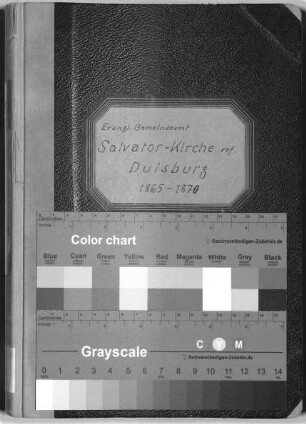 Evangl. Gemeindeamt
Salvator-Kirche ref.
Duisburg
1865-1870
Color chart
Sachverständigen-Zubehör.de
Blue Cyan Green Yellow Red Magenta White Grey Black
C Y M
Grayscale
Sachverständigen-Zubehör.de
0 1 2 3 4 5 6 7 8 9 10 11 12 13 14